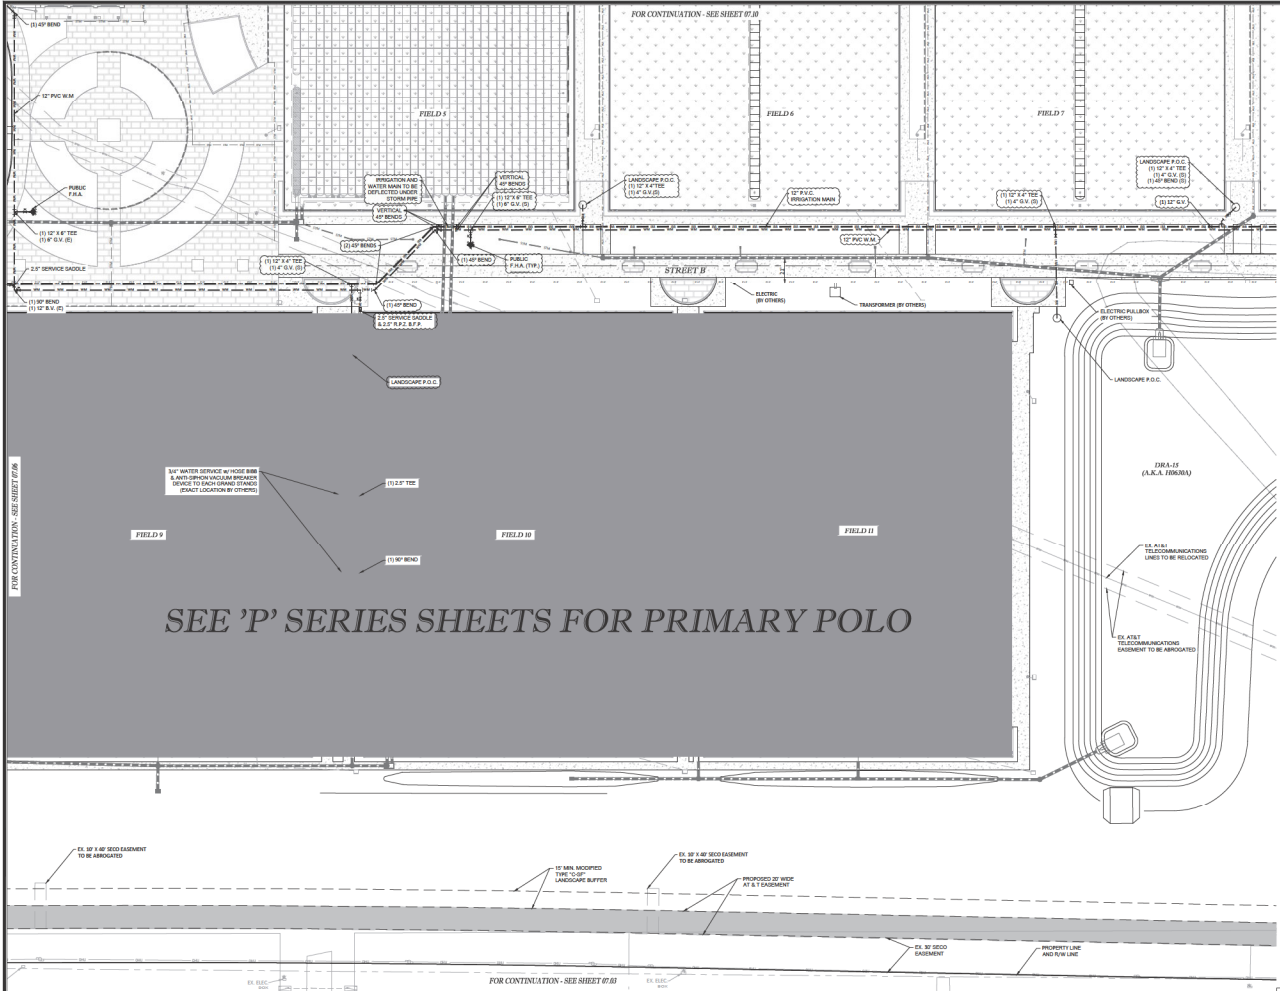 FOR CONTINUATION - SEE SHEET 07.10
(1) 45° BEND
12" PVC W.M
FIELD 5
FIELD 6
FIELD 7
PUBLIC
F.H.A.
(1) 12" X 6" TEE
(1) 6" G.V. (E)
2.5" SERVICE SADDLE
(1) 90° BEND
(1) 12" B.V. (E)
IRRIGATION AND
WATER MAIN TO BE
DEFLECTED UNDER
STORM PIPE
VERTICAL
45° BENDS
VERTICAL
45° BENDS
(1) 12"X 6" TEE
(1) 6" G.V. (S)
(2) 45° BENDS
(1) 12" X 4" TEE
(1) 4" G.V. (S)
(1) 45° BEND
PUBLIC
F.H.A. (TYP.)
(1) 45° BEND
2.5" SERVICE SADDLE
& 2.5" R.P.Z. B.F.P.
LANDSCAPE P.O.C.
(1) 12" X 4"TEE
(1) 4" G.V. (S)
12" P.V.C.
IRRIGATION MAIN
12" PVC W.M.
(1) 12" X 4" TEE
(1) 4" G.V. (S)
LANDSCAPE P.O.C.
(1) 12" X 4" TEE
(1) 4" G.V. (S)
(1) 45° BEND (S)
(1) 12" G.V.
STREET B
ELECTRIC
(BY OTHERS)
TRANSFORMER (BY OTHERS)
ELECTRIC PULLBOX
(BY OTHERS)
LANDSCAPE P.O.C.
LANDSCAPE P.O.C.
FOR CONTINUATION - SEE SHEET 07.06
3/4" WATER SERVICE w/ HOSE BIBB
& ANTI-SIPHON VACUUM BREAKER
DEVICE TO EACH GRAND STANDS
(EXACT LOCATION BY OTHERS)
(1) 2.5" TEE
(1) 90° BEND
FIELD 9
FIELD 10
FIELD 11
DRA-15
(A.K.A. H0630A)
EX. AT&T
TELECOMMUNICATIONS
LINES TO BE RELOCATED
EX. AT&T
TELECOMMUNICATIONS
EASEMENT TO BE ABROGATED
SEE 'P' SERIES SHEETS FOR PRIMARY POLO
EX. 10' X 40' SECO EASEMENT
TO BE ABROGATED
15' MIN. MODIFIED
TYPE "C-SF"
LANDSCAPE BUFFER
EX. 10' X 40' SECO EASEMENT
TO BE ABROGATED
PROPOSED 20' WIDE
AT & T EASEMENT
EX. 30' SECO
EASEMENT
PROPERTY LINE
AND R/W LINE
EX. ELEC
BOX
FOR CONTINUATION - SEE SHEET 07.03
EX. ELEC
BOX